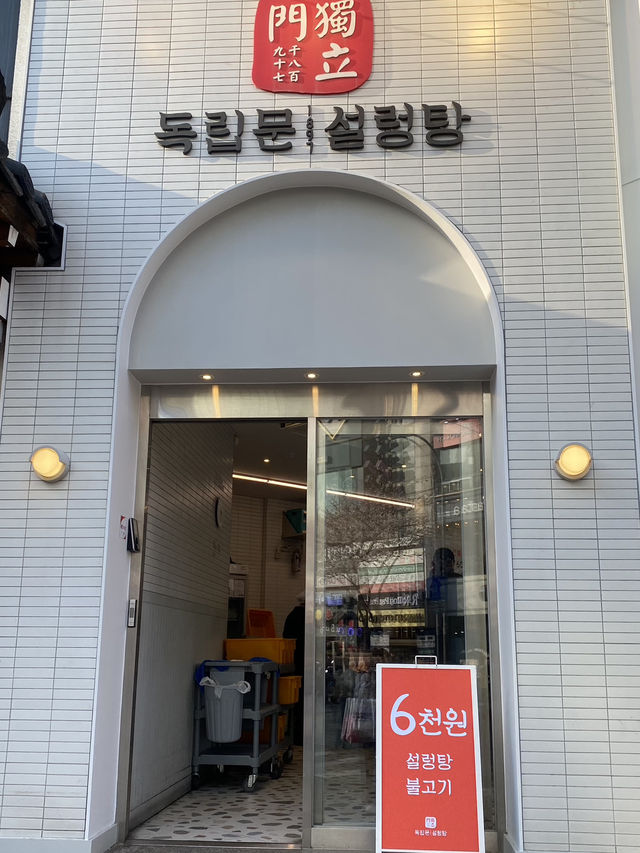 獨立門
千八百九十七
독립문 1897 설렁탕
6천원
설렁탕
불고기
독립문 설렁탕